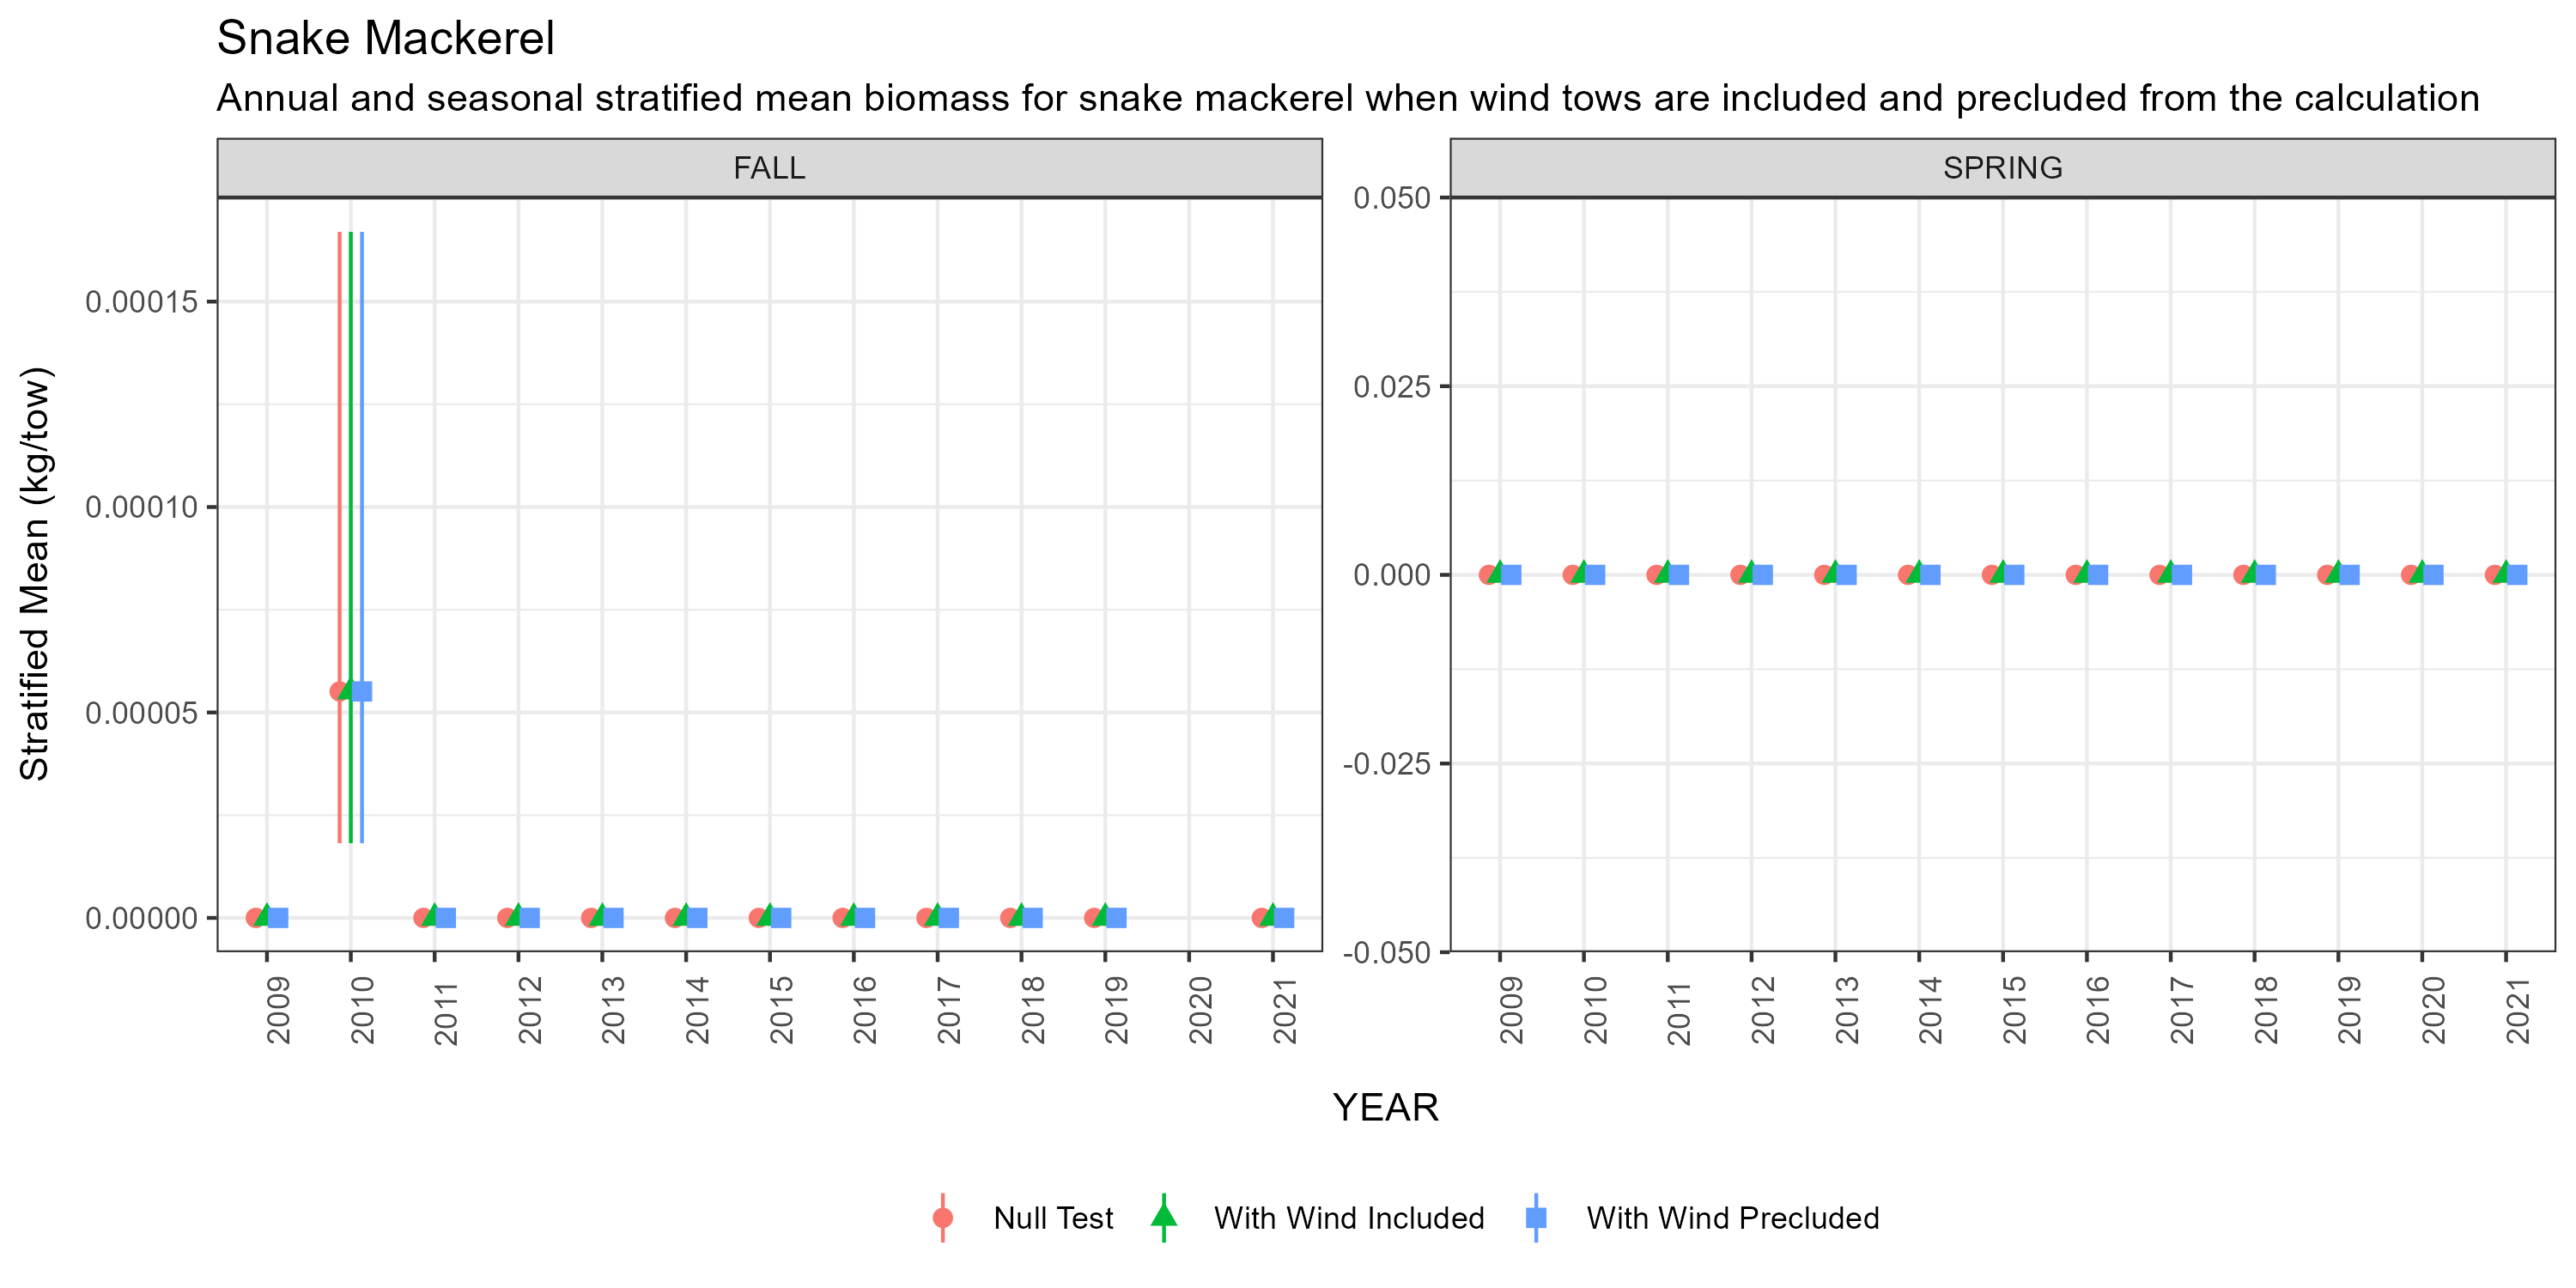 Snake Mackerel
Annual and seasonal stratified mean biomass for snake mackerel when wind tows are included and precluded from the calculation
FALL
SPRING
Stratified Mean (kg/tow)
0.00015
0.00010
0.00005
0.00000
0.050
0.025
0.000
-0.025
-0.050
2009 2010 2011 2012 2013 2014 2015 2016 2017 2018 2019 2020 2021
2009 2010 2011 2012 2013 2014 2015 2016 2017 2018 2019 2020 2021
YEAR
Null Test With Wind Included With Wind Precluded